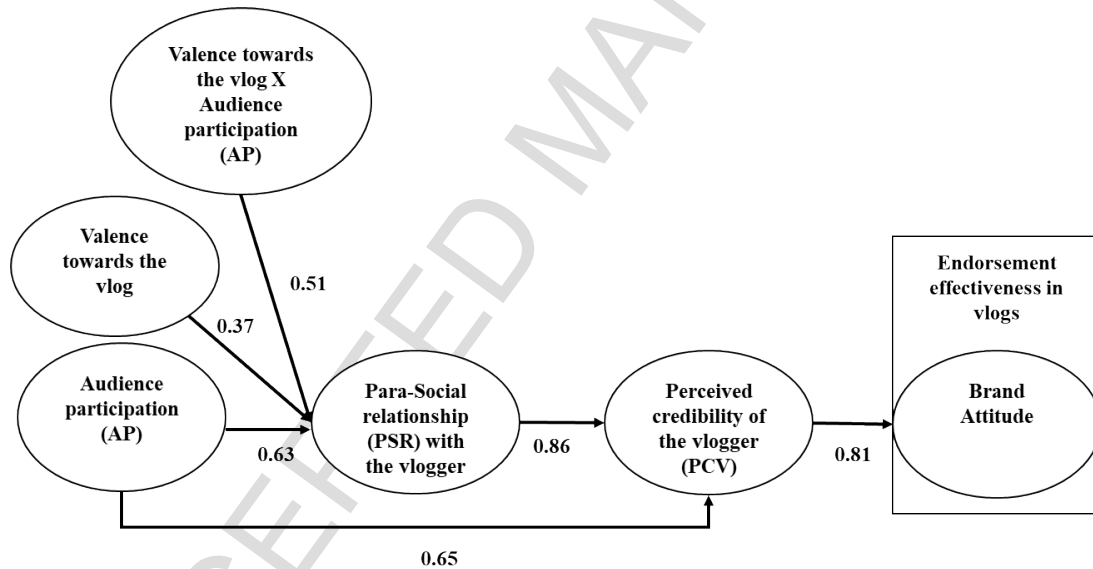 Valence towards
the vlog X
Audience
participation
(AP)
Valence
towards the
vlog
0.51
0.37
Endorsement
effectiveness in
vlogs
Audience
participation
(AP)
0.63
Para-Social
relationship
(PSR) with
the vlogger
0.86
Perceived
credibility of
the vlogger
(PCV)
0.81
Brand
Attitude
0.65